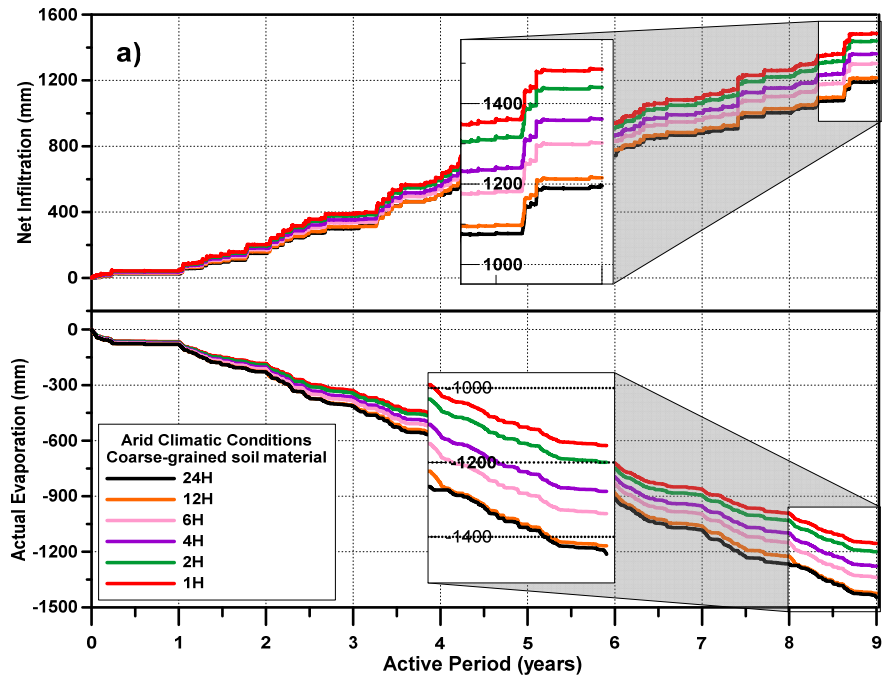 a)
Net Infiltration (mm)
1600
1200
800
400
0
1400
1200
1000
Actual Evaporation (mm)
0
-300
-600
-900
-1200
-1500
-1000
-1200
-1400
Arid Climatic Conditions
Coarse-grained soil material
24H
12H
6H
4H
2H
1H
0 1 2 3 4 5 6 7 8 9
Active Period (years)